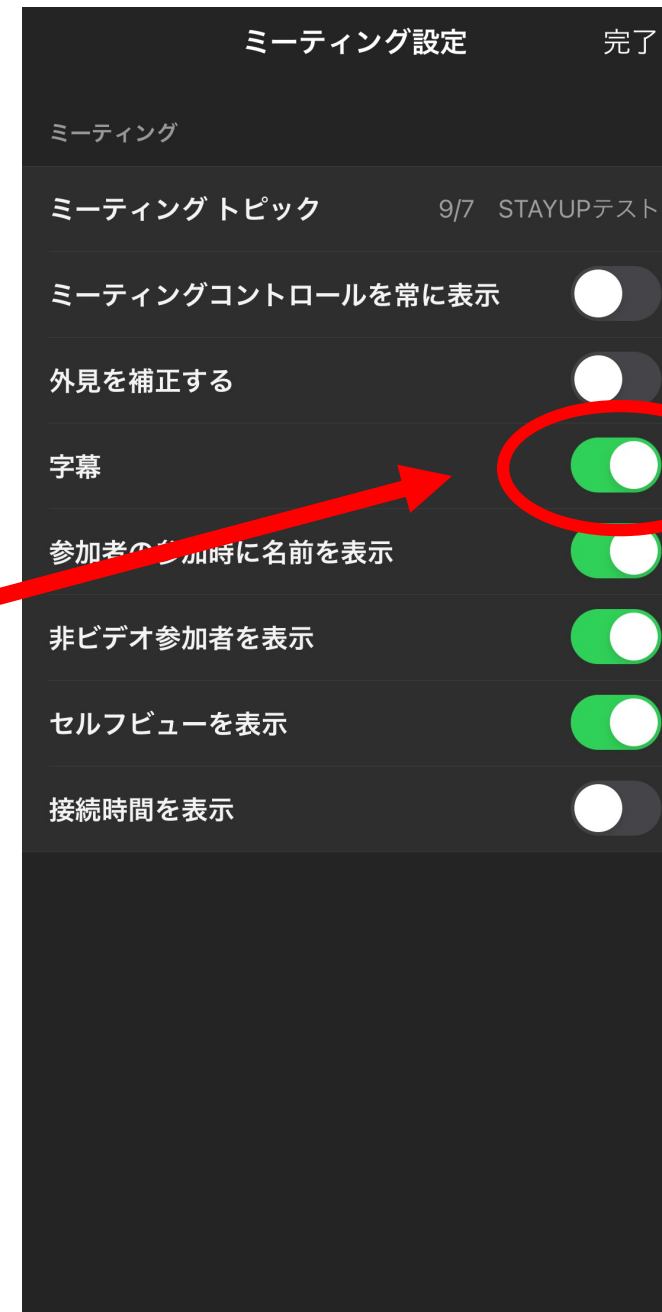 ミーティング設定 完了
ミーティング
ミーティング トピック 9/7 STAYUPテスト
ミーティングコントロールを常に表示
外見を補正する
字幕
参加者の参加時に名前を表示
非ビデオ参加者を表示
セルフビューを表示
接続時間を表示